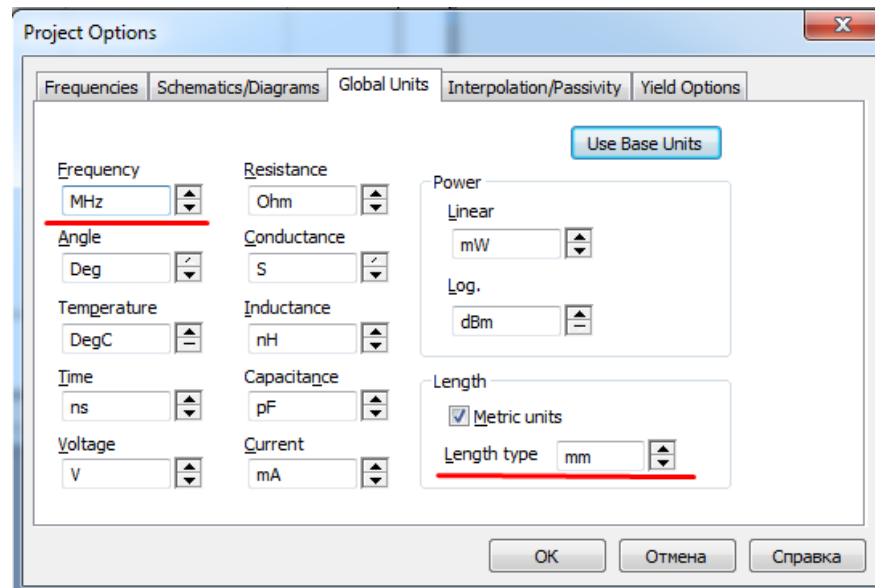 Project Options
Frequencies Schematics/Diagrams Global Units Interpolation/Passivity Yield Options
Use Base Units
Frequency
MHz
Angle
Deg
Temperature
DegC
Time
ns
Voltage
V
Resistance
Ohm
Conductance
S
Inductance
nH
Capacitance
pF
Current
mA
Power
Linear
mW
Log.
dBm
Length
Metric units
Length type mm
OK Отмена Справка